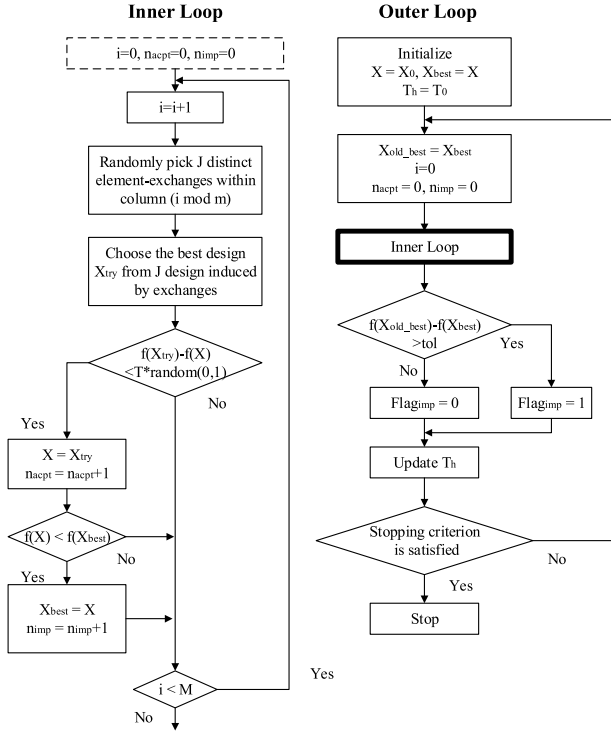 Inner Loop
i=0, nacpt=0, nimp=0
i=i+1
Randomly pick J distinct
element-exchanges within
column (i mod m)
Choose the best design
Xtry from J design induced
by exchanges
f(Xtry)-f(X)
<T*random(0,1)
No
Yes
X = Xtry
nacpt = nacpt+1
f(X) < f(Xbest)
No
Yes
Xbest = X
nimp = nimp+1
i < M
Yes
No
Outer Loop
Initialize
X = X0, Xbest = X
Th = T0
Xold_best = Xbest
i=0
nacpt = 0, nimp = 0
Inner Loop
f(Xold_best)-f(Xbest)
>tol
Yes
No
Flagimp = 0
Flagimp = 1
Update Th
Stopping criterion
is satisfied
No
Yes
Stop